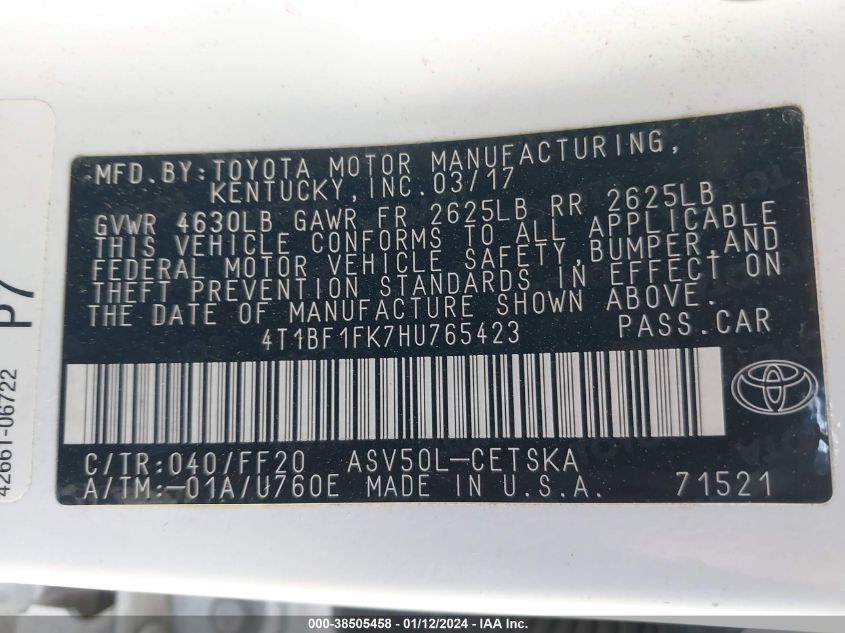 MFD.BY:TOYOTA MOTOR MANUFACTURING,
KENTUCKY,INC.03/17
GVWR 4630LB GAWR FR 2625LB RR 2625LB
THIS VEHICLE CONFORMS TO ALL APPLICABLE
FEDERAL MOTOR VEHICLE SAFETY,BUMPER,AND
THEFT PREVENTION STANDARDS IN EFFECT ON
THE DATE OF MANUFACTURE SHOWN ABOVE.
4T1BF1FK7HU765423 PASS.CAR
C/TR:040/FF20 ASV50L-CETSKA
A/TM:-01A/U760E MADE IN U.S.A. 71521
42661-06722
P7
000-38505458 - 01/12/2024 - IAA Inc.